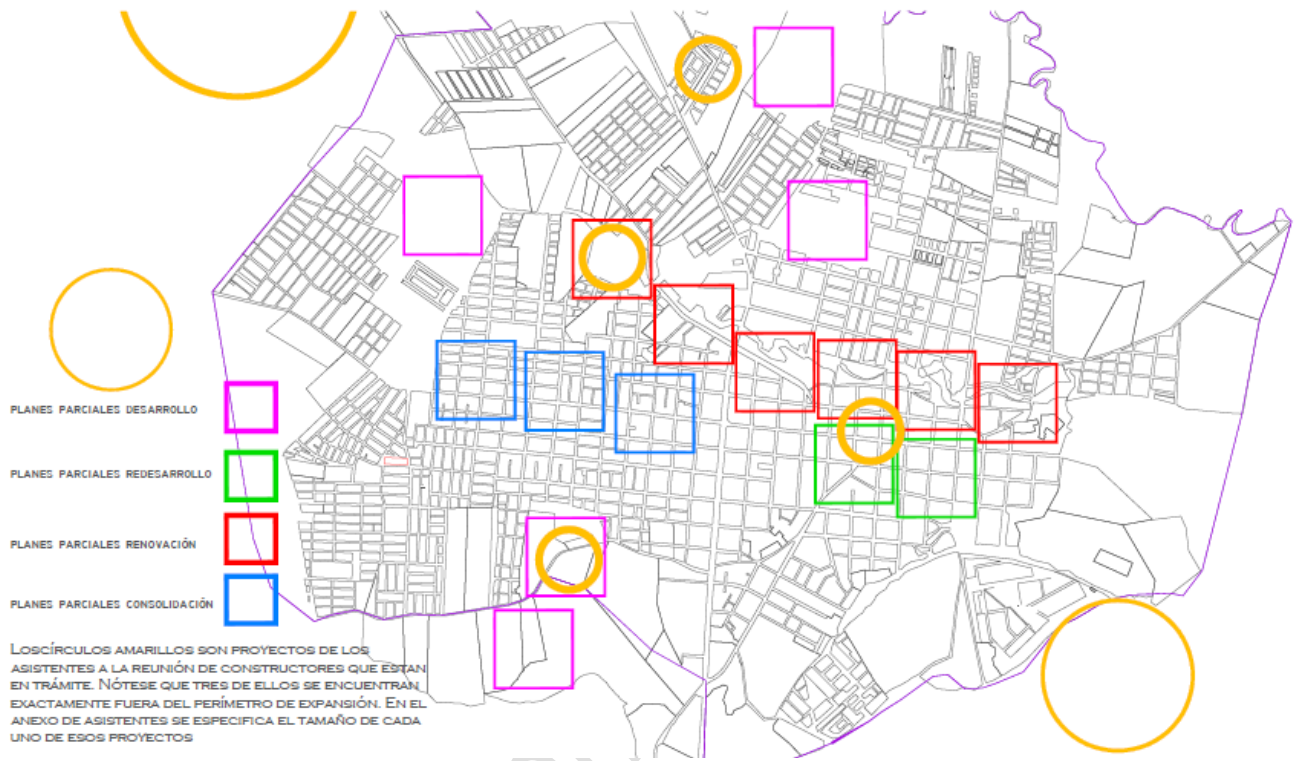 PLANES PARCIALES DESARROLLO
PLANES PARCIALES REDESARROLLO
PLANES PARCIALES RENOVACIÓN
PLANES PARCIALES CONSOLIDACIÓN
LOSCÍRCULOS AMARILLOS SON PROYECTOS DE LOS
ASISTENTES A LA REUNIÓN DE CONSTRUCTORES QUE ESTAN
EN TRÁMITE. NÓTESE QUE TRES DE ELLOS SE ENCUENTRAN
EXACTAMENTE FUERA DEL PERÍMETRO DE EXPANSIÓN. EN EL
ANEXO DE ASISTENTES SE ESPECIFICA EL TAMAÑO DE CADA
UNO DE ESOS PROYECTOS